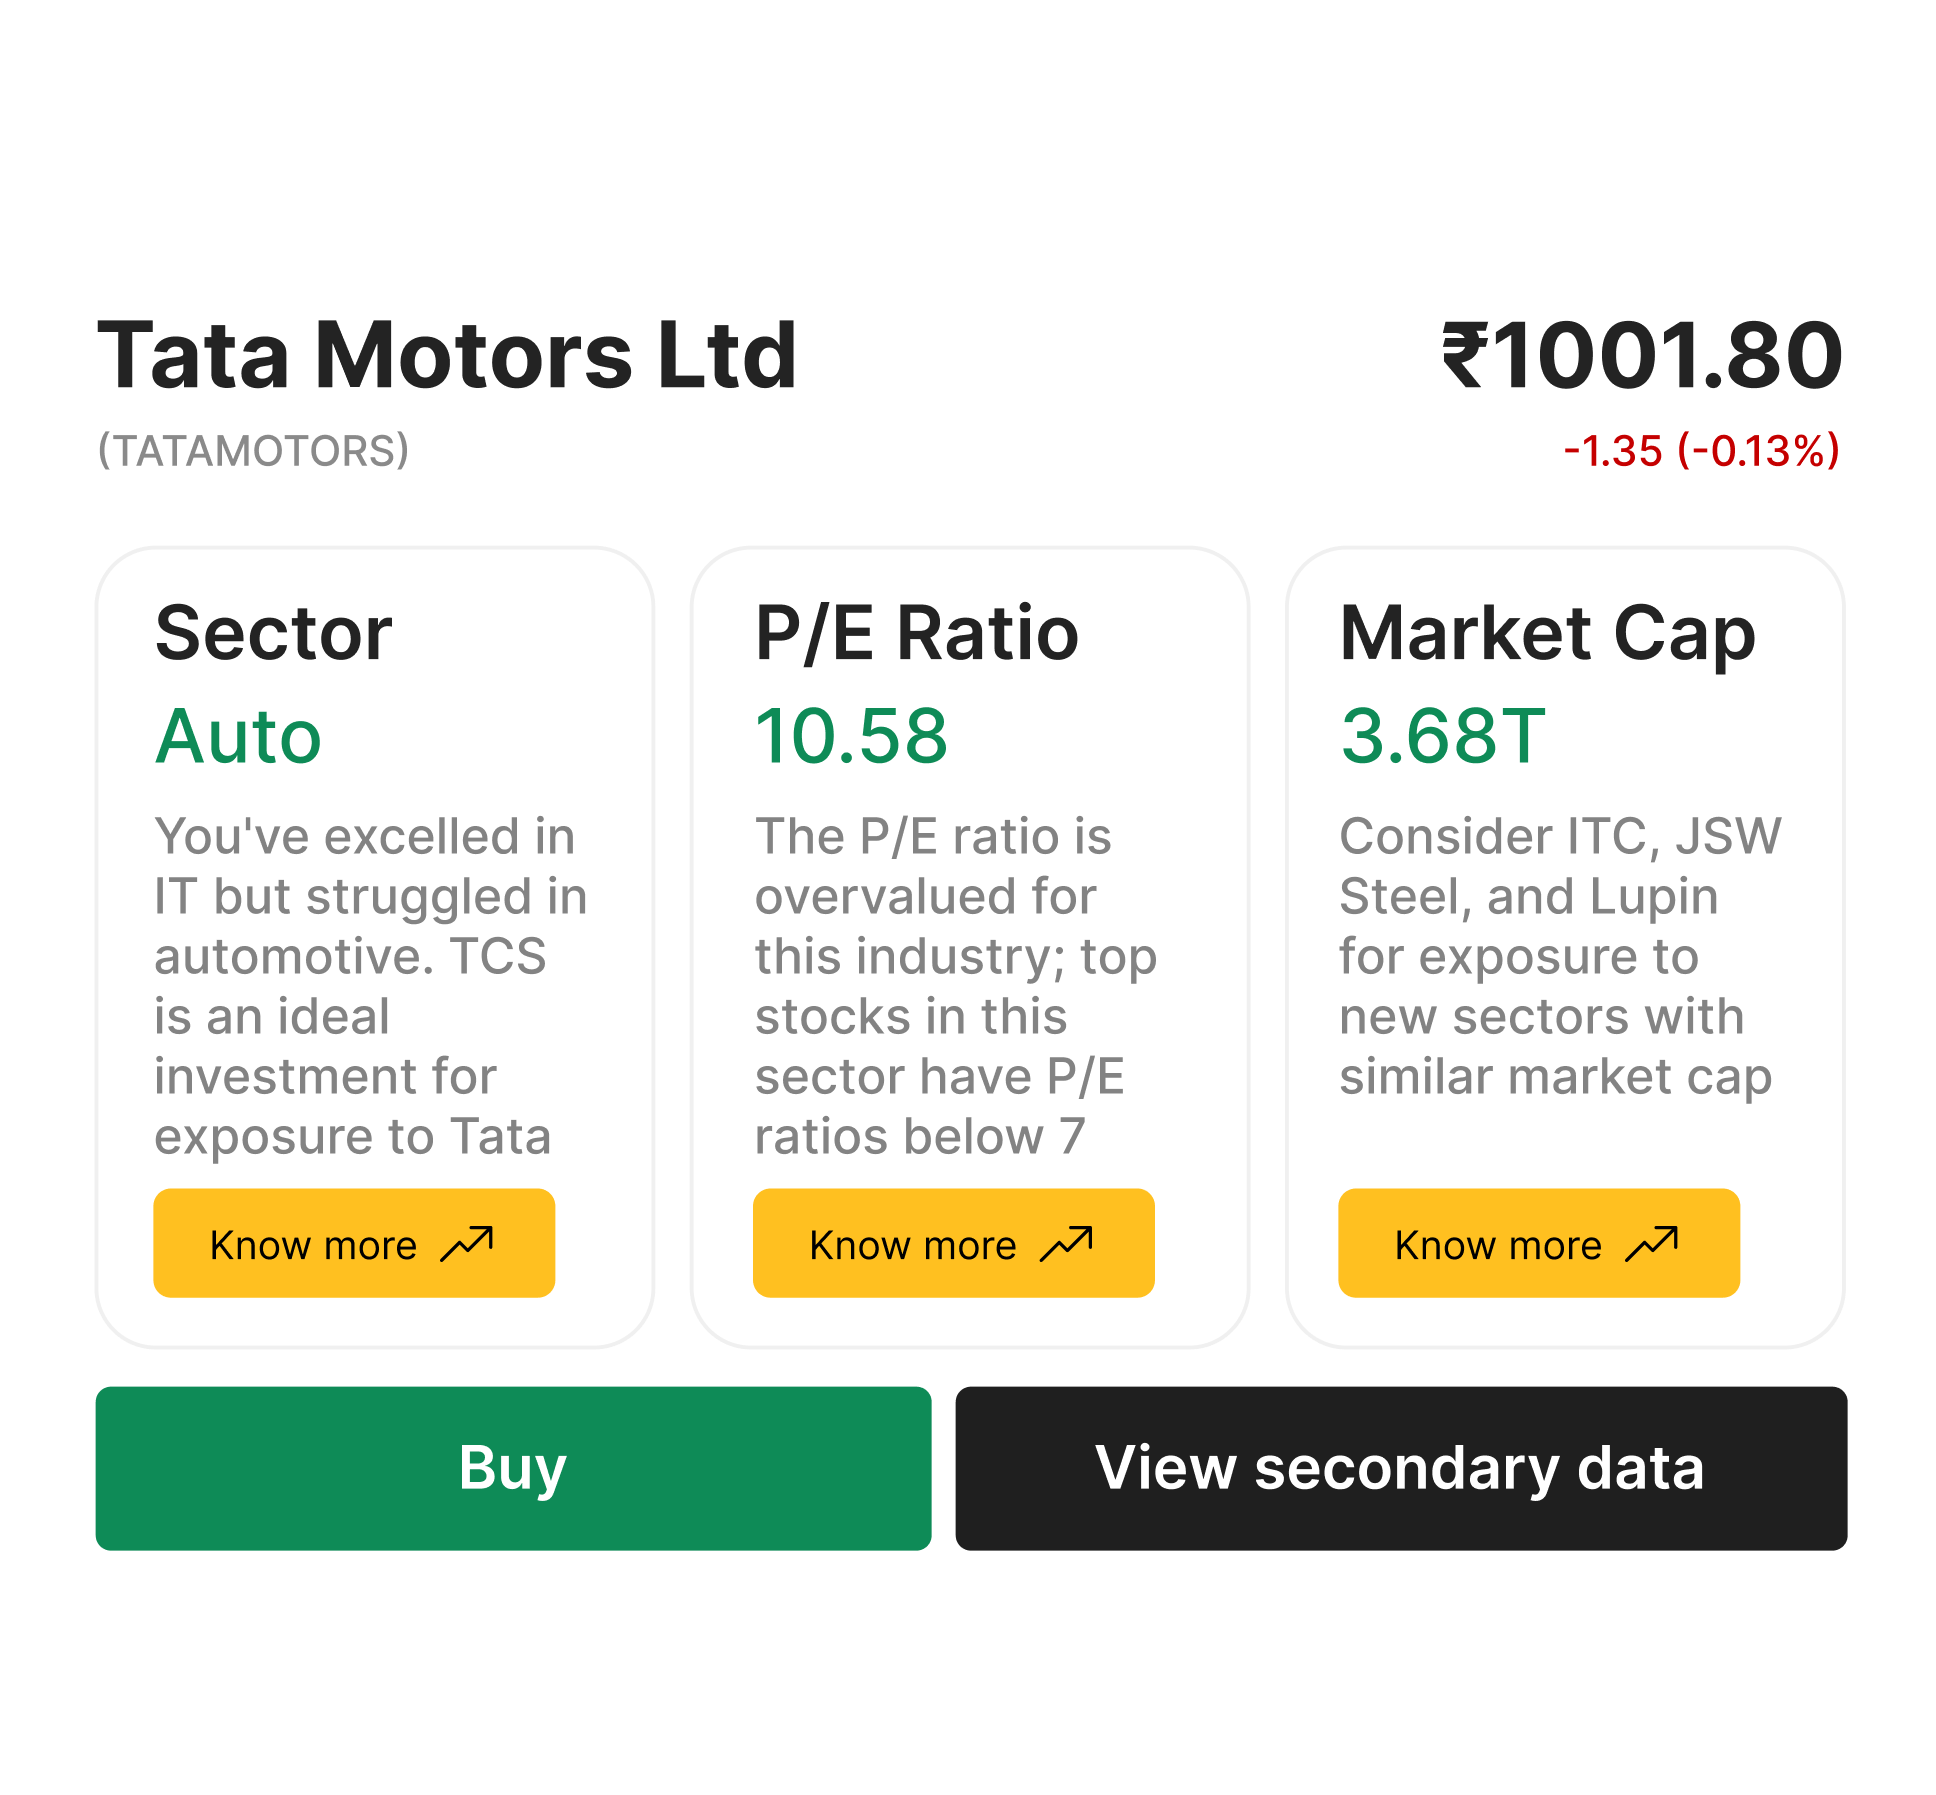 Tata Motors Ltd
₹1001.80
(TATAMOTORS)
-1.35 (-0.13%)
Sector
Auto
You've excelled in
IT but struggled in
automotive. TCS
is an ideal
investment for
exposure to Tata
Know more
P/E Ratio
10.58
The P/E ratio is
overvalued for
this industry; top
stocks in this
sector have P/E
ratios below 7
Know more
Market Cap
3.68T
Consider ITC, JSW
Steel, and Lupin
for exposure to
new sectors with
similar market cap
Know more
Buy
View secondary data